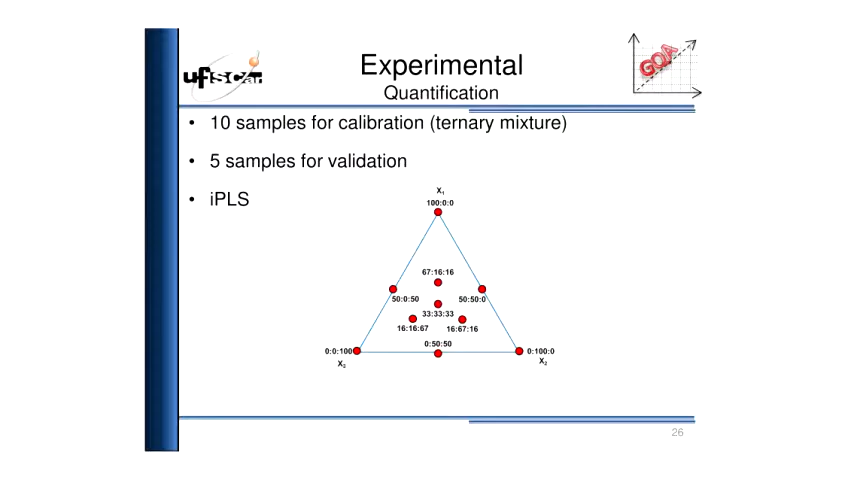 ufscar
GOA
Experimental
Quantification
• 10 samples for calibration (ternary mixture)
• 5 samples for validation
• iPLS
X₁
100:0:0
67:16:16
50:0:50
50:50:0
33:33:33
16:16:67
16:67:16
0:50:50
0:0:100
0:100:0
X₃
X₂
26